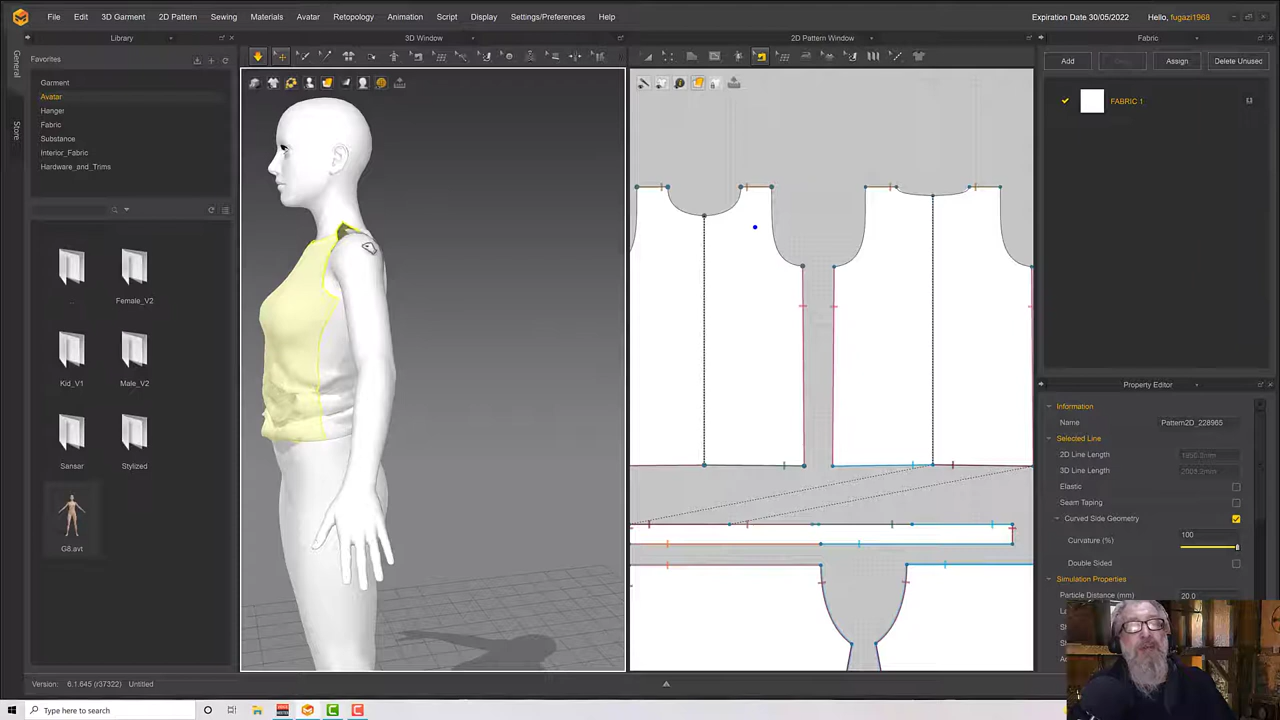 File Edit 3D Garment 2D Pattern Sewing Materials Avatar Retopology Animation Script Display Settings/Preferences Help
Expiration Date 30/05/2022 Hello, fugazi1968
Library
3D Window
2D Pattern Window
Fabric
General
Store
Favorites
Garment
Avatar
Hanger
Fabric
Substance
Interior_Fabric
Hardware_and_Trims
..
Female_V2
Kid_V1
Male_V2
Sansar
Stylized
G8.avt
Add
Assign
Delete Unused
FABRIC 1
Property Editor
Information
Name Pattern2D_228965
Selected Line
2D Line Length
3D Line Length
Elastic
Seam Taping
Curved Side Geometry
Curvature (%) 100
Double Sided
Simulation Properties
Particle Distance (mm) 20.0
Version: 6.1.645 (r37322) Untitled
Type here to search